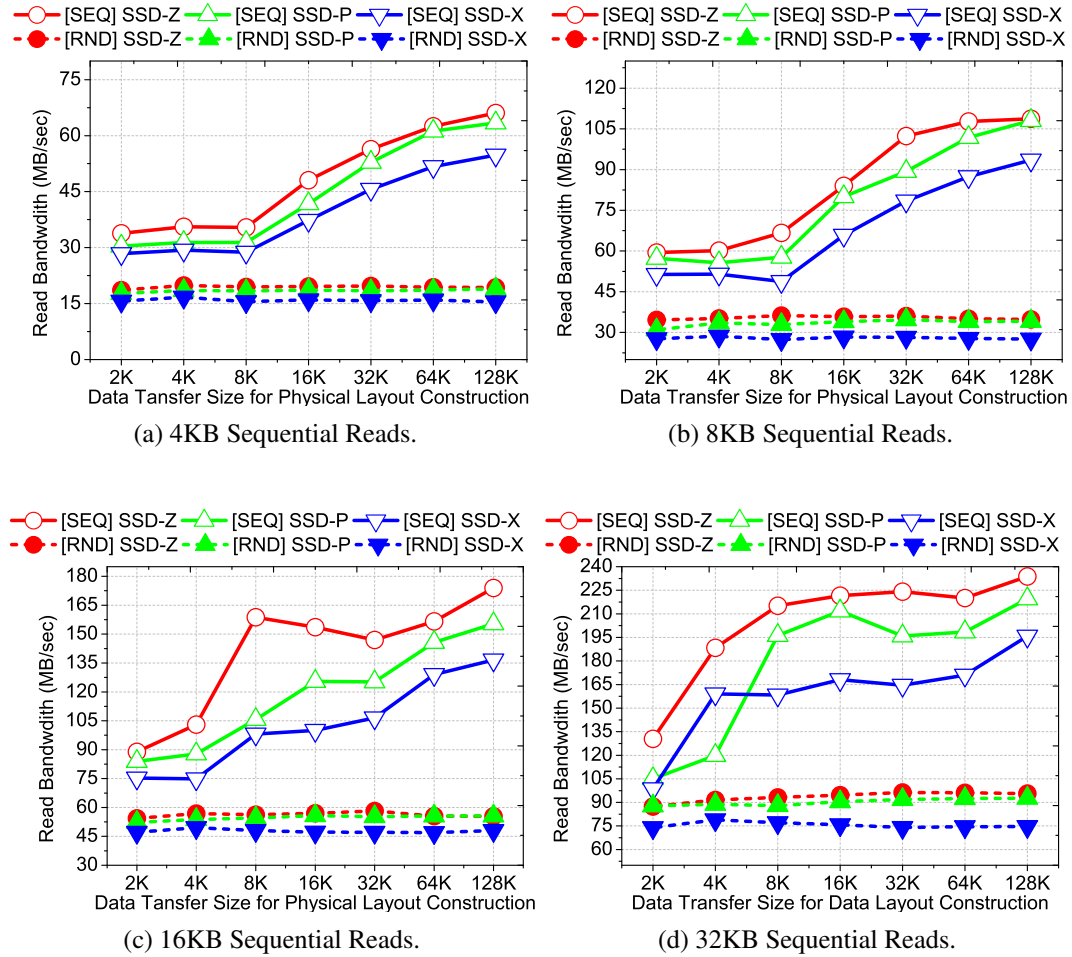 [SEQ] SSD-Z [SEQ] SSD-P [SEQ] SSD-X
[RND] SSD-Z [RND] SSD-P [RND] SSD-X
Read Bandwdith (MB/sec)
75
60
45
30
15
0
2K 4K 8K 16K 32K 64K 128K
Data Tansfer Size for Physical Layout Construction
(a) 4KB Sequential Reads.
[SEQ] SSD-Z [SEQ] SSD-P [SEQ] SSD-X
[RND] SSD-Z [RND] SSD-P [RND] SSD-X
Read Bandwdith (MB/sec)
120
105
90
75
60
45
30
2K 4K 8K 16K 32K 64K 128K
Data Transfer Size for Physical Layout Construction
(b) 8KB Sequential Reads.
[SEQ] SSD-Z [SEQ] SSD-P [SEQ] SSD-X
[RND] SSD-Z [RND] SSD-P [RND] SSD-X
Read Bandwdith (MB/sec)
180
165
150
135
120
105
90
75
60
45
30
2K 4K 8K 16K 32K 64K 128K
Data Tansfer Size for Physical Layout Construction
(c) 16KB Sequential Reads.
[SEQ] SSD-Z [SEQ] SSD-P [SEQ] SSD-X
[RND] SSD-Z [RND] SSD-P [RND] SSD-X
Read Bandwdith (MB/sec)
240
225
210
195
180
165
150
135
120
105
90
75
60
2K 4K 8K 16K 32K 64K 128K
Data Transfer Size for Data Layout Construction
(d) 32KB Sequential Reads.